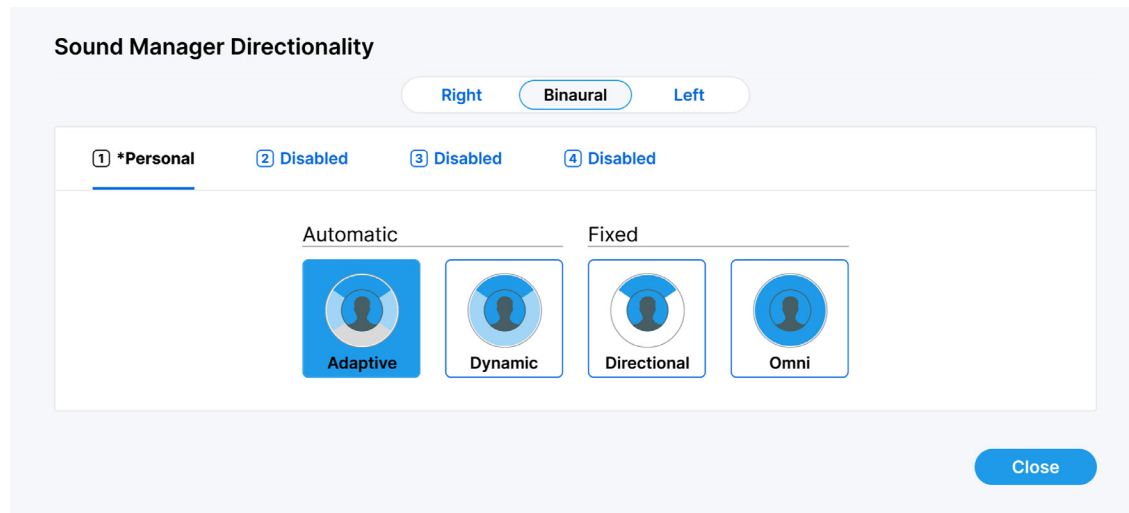 Sound Manager Directionality
Right Binaural Left
1 *Personal 2 Disabled 3 Disabled 4 Disabled
Automatic Fixed
Adaptive Dynamic Directional Omni
Close